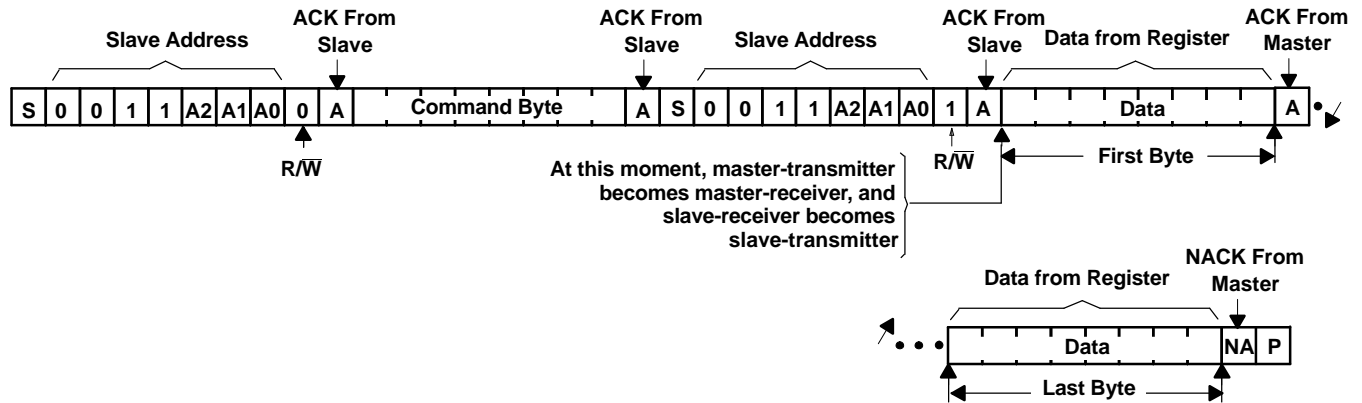 Slave Address
ACK From
Slave
ACK From
Slave
Slave Address
ACK From
Slave
Data from Register
ACK From
Master
S 0 0 1 1 A2 A1 A0 0 A Command Byte A S 0 0 1 1 A2 A1 A0 1 A Data A
R/W̅
R/W̅
First Byte
At this moment, master-transmitter
becomes master-receiver, and
slave-receiver becomes
slave-transmitter
Data from Register
NACK From
Master
Data NA P
Last Byte